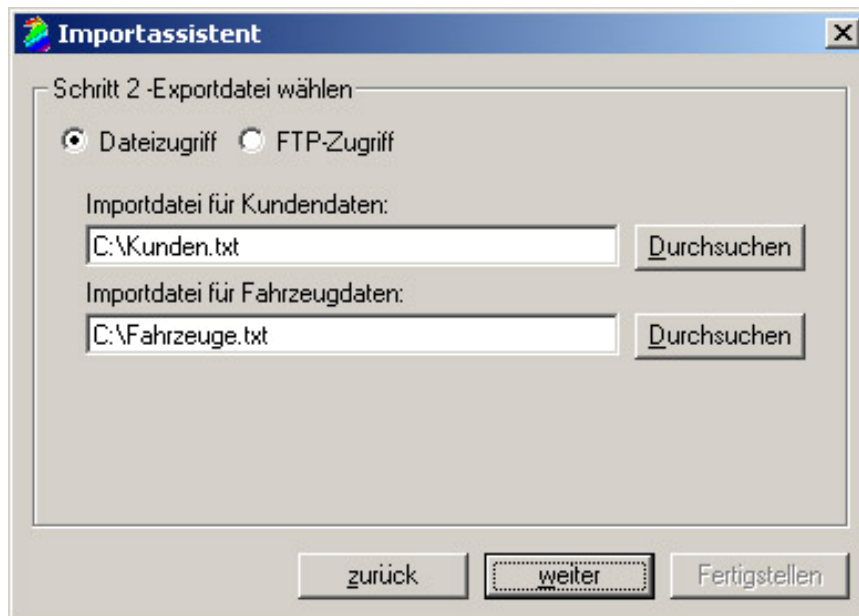 Importassistent
Schritt 2 -Exportdatei wählen
Dateizugriff FTP-Zugriff
Importdatei für Kundendaten:
C:\Kunden.txt Durchsuchen
Importdatei für Fahrzeugdaten:
C:\Fahrzeuge.txt Durchsuchen
zurück weiter Fertigstellen